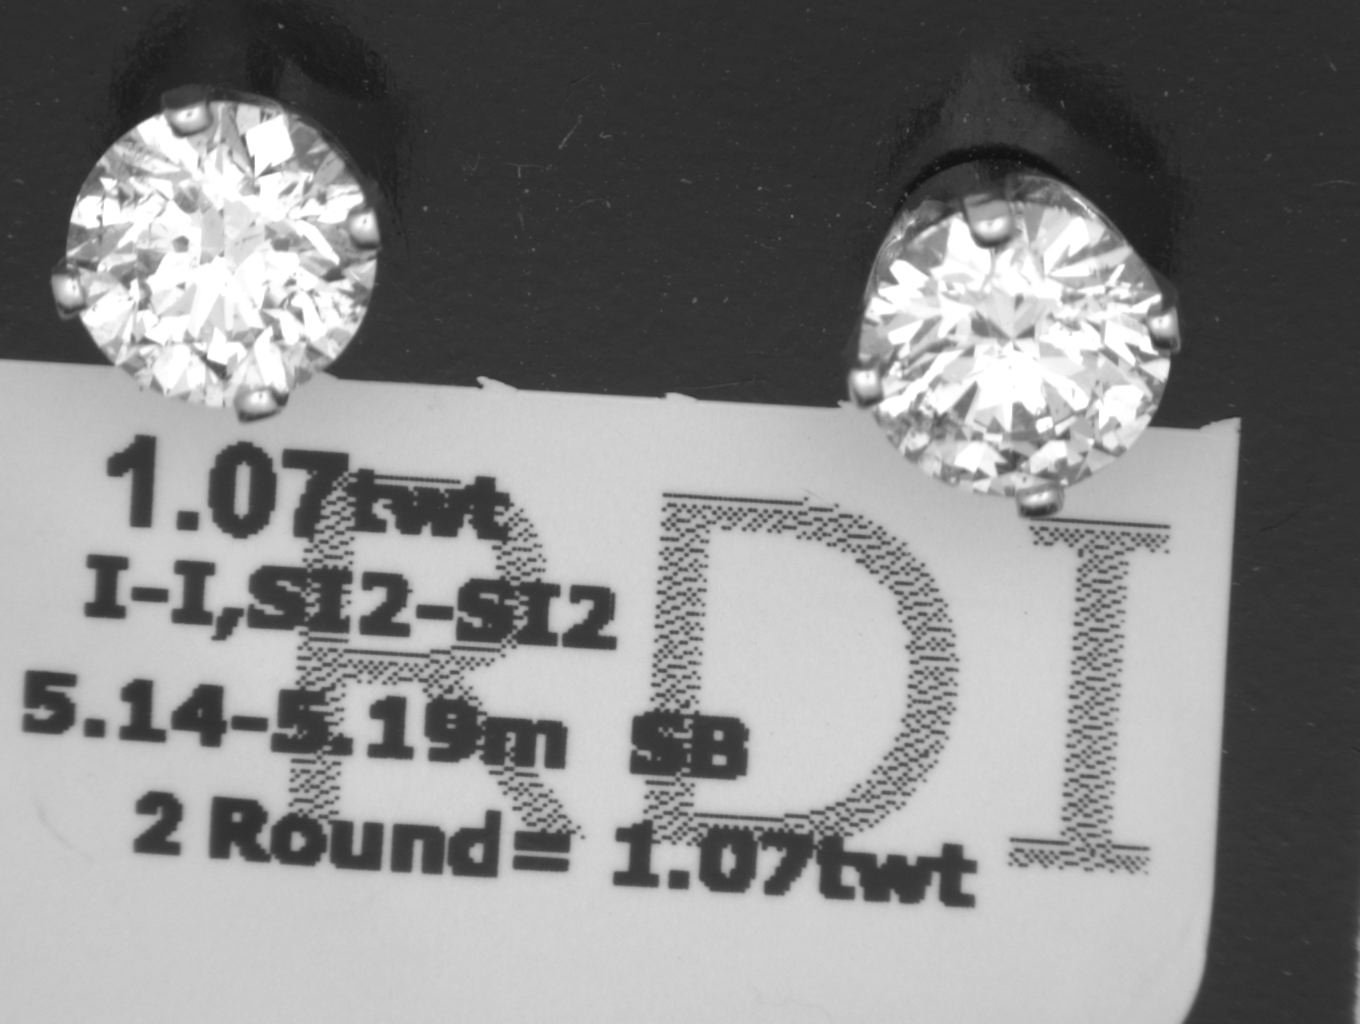 1.07twt
I-I,SI2-SI2
5.14-5.19m SB
2 Round= 1.07twt
RDI